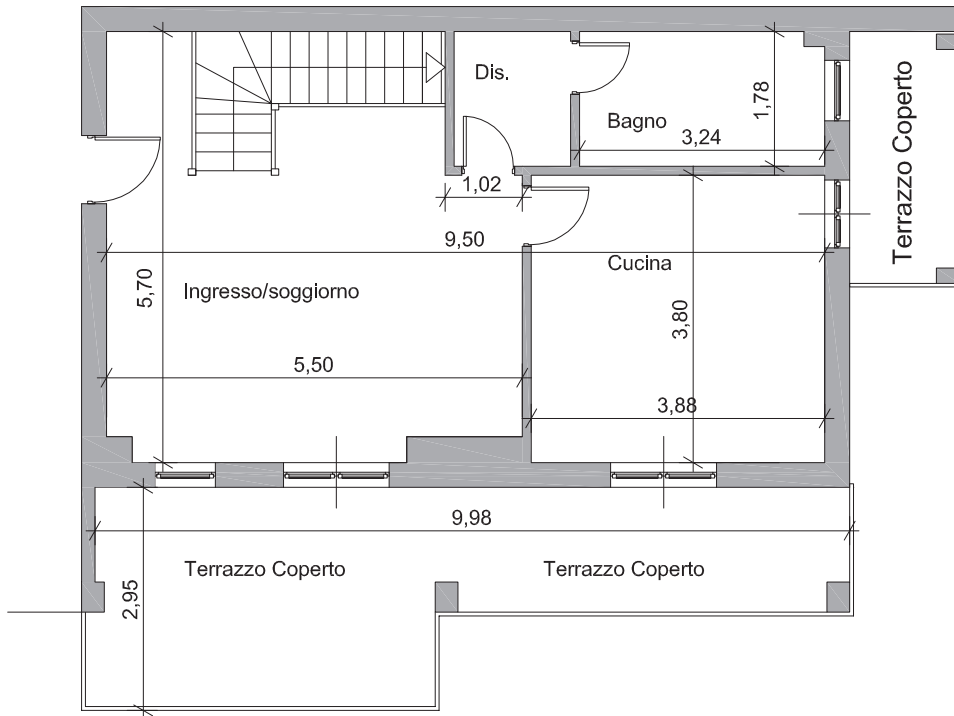 Dis.
Bagno
1,78
3,24
Terrazzo Coperto
1,02
9,50
Cucina
5,70
Ingresso/soggiorno
3,80
5,50
3,88
9,98
Terrazzo Coperto
Terrazzo Coperto
2,95